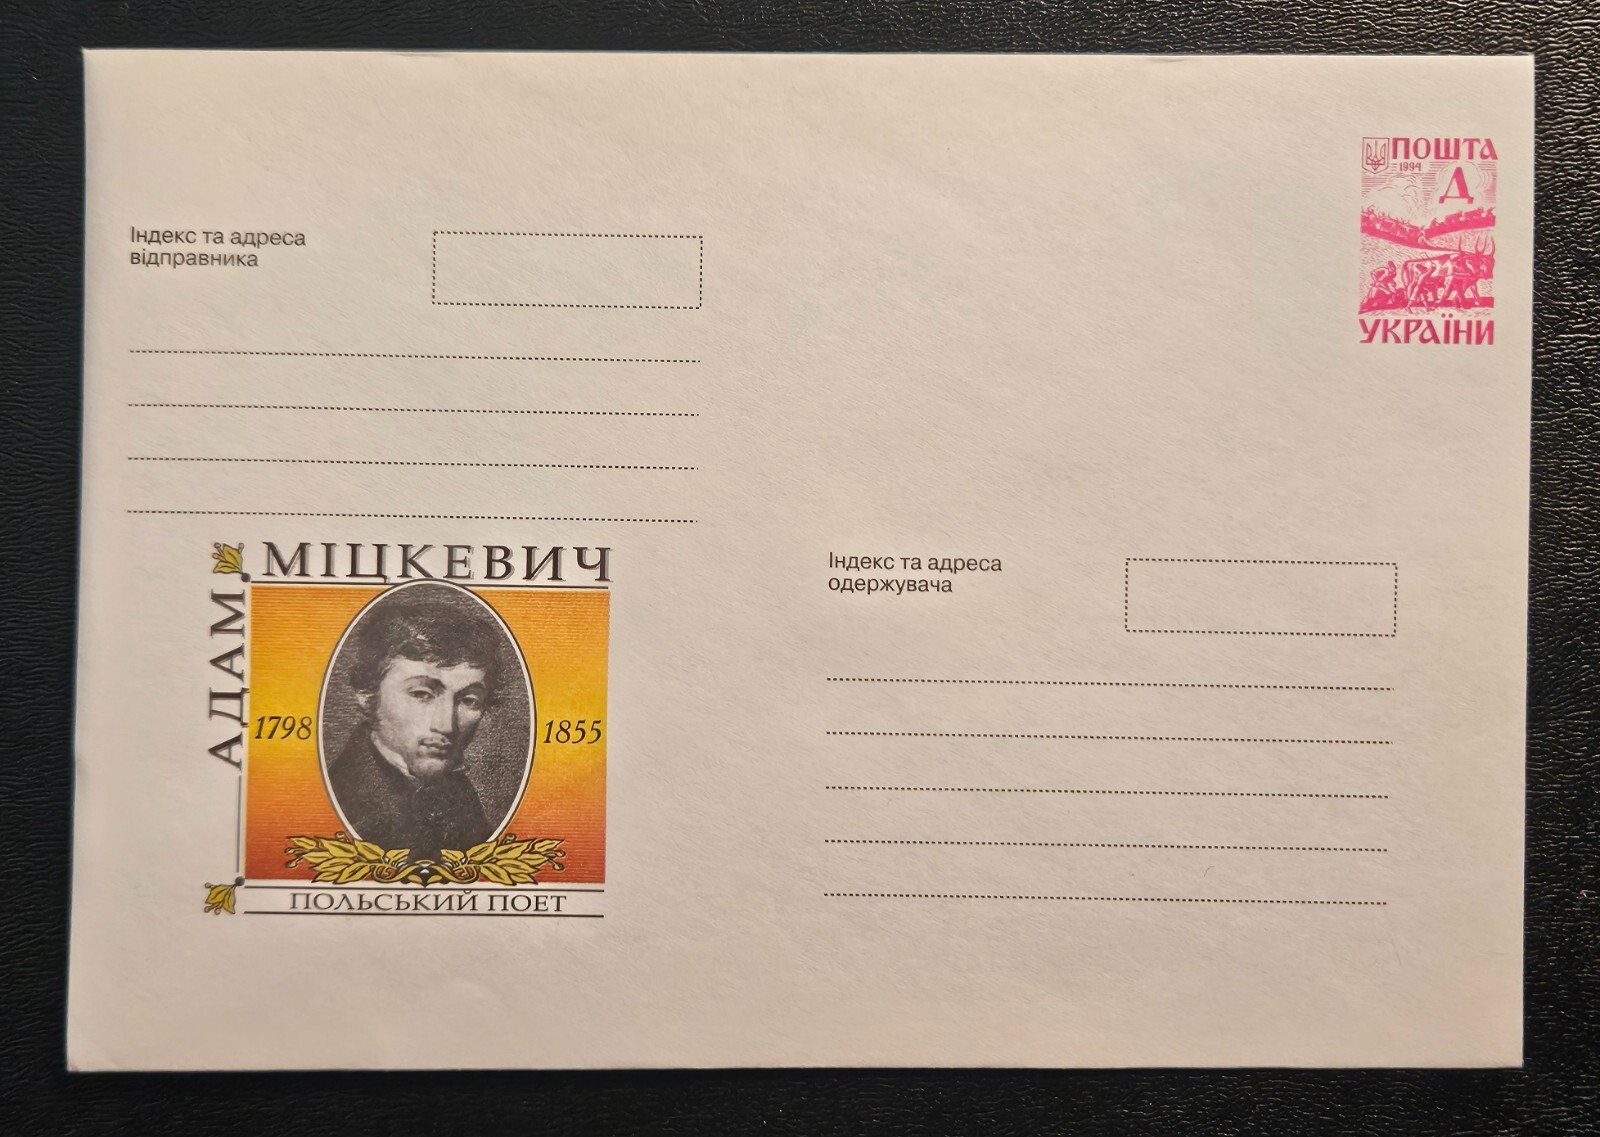 ПОШТА
1994
Д
УКРАЇНИ
Індекс та адреса
відправника
АДАМ
МІЦКЕВИЧ
1798
1855
ПОЛЬСЬКИЙ ПОЕТ
Індекс та адреса
одержувача